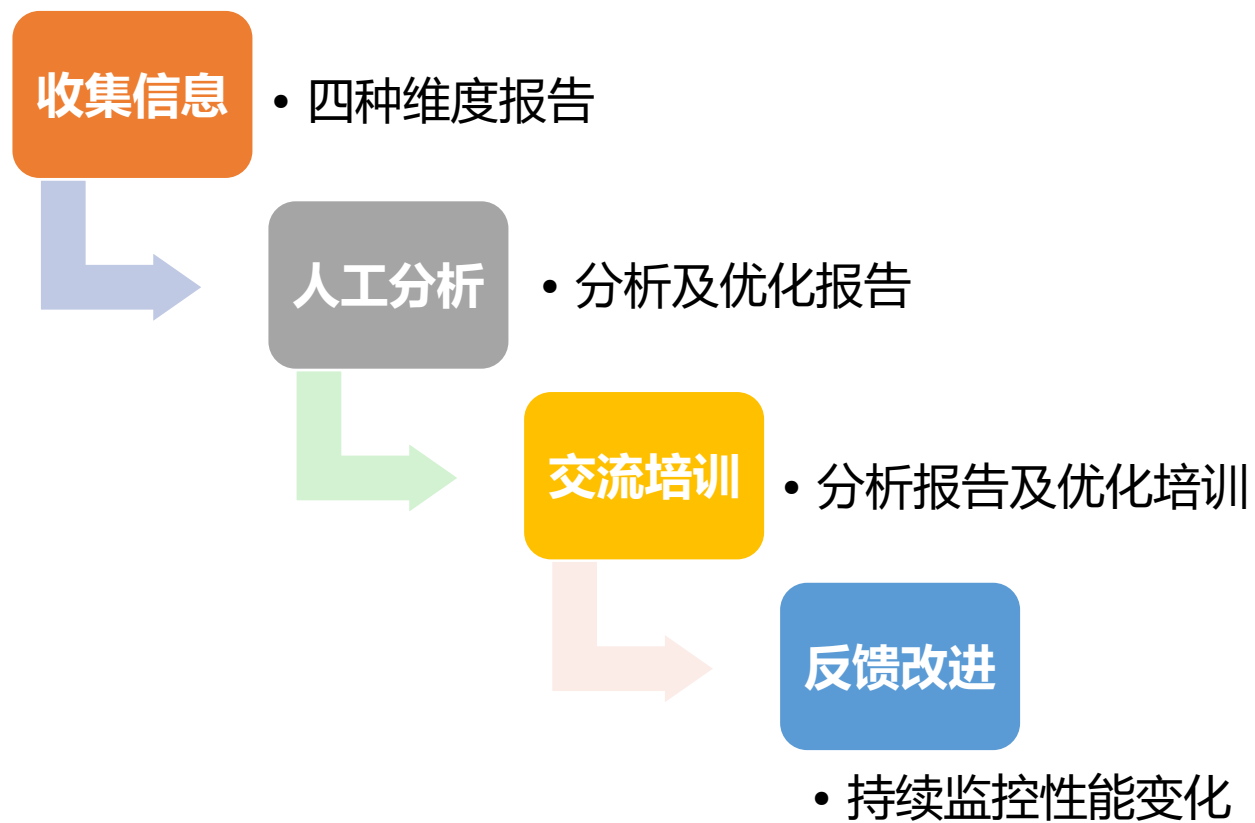 收集信息
• 四种维度报告
人工分析
• 分析及优化报告
交流培训
• 分析报告及优化培训
反馈改进
• 持续监控性能变化